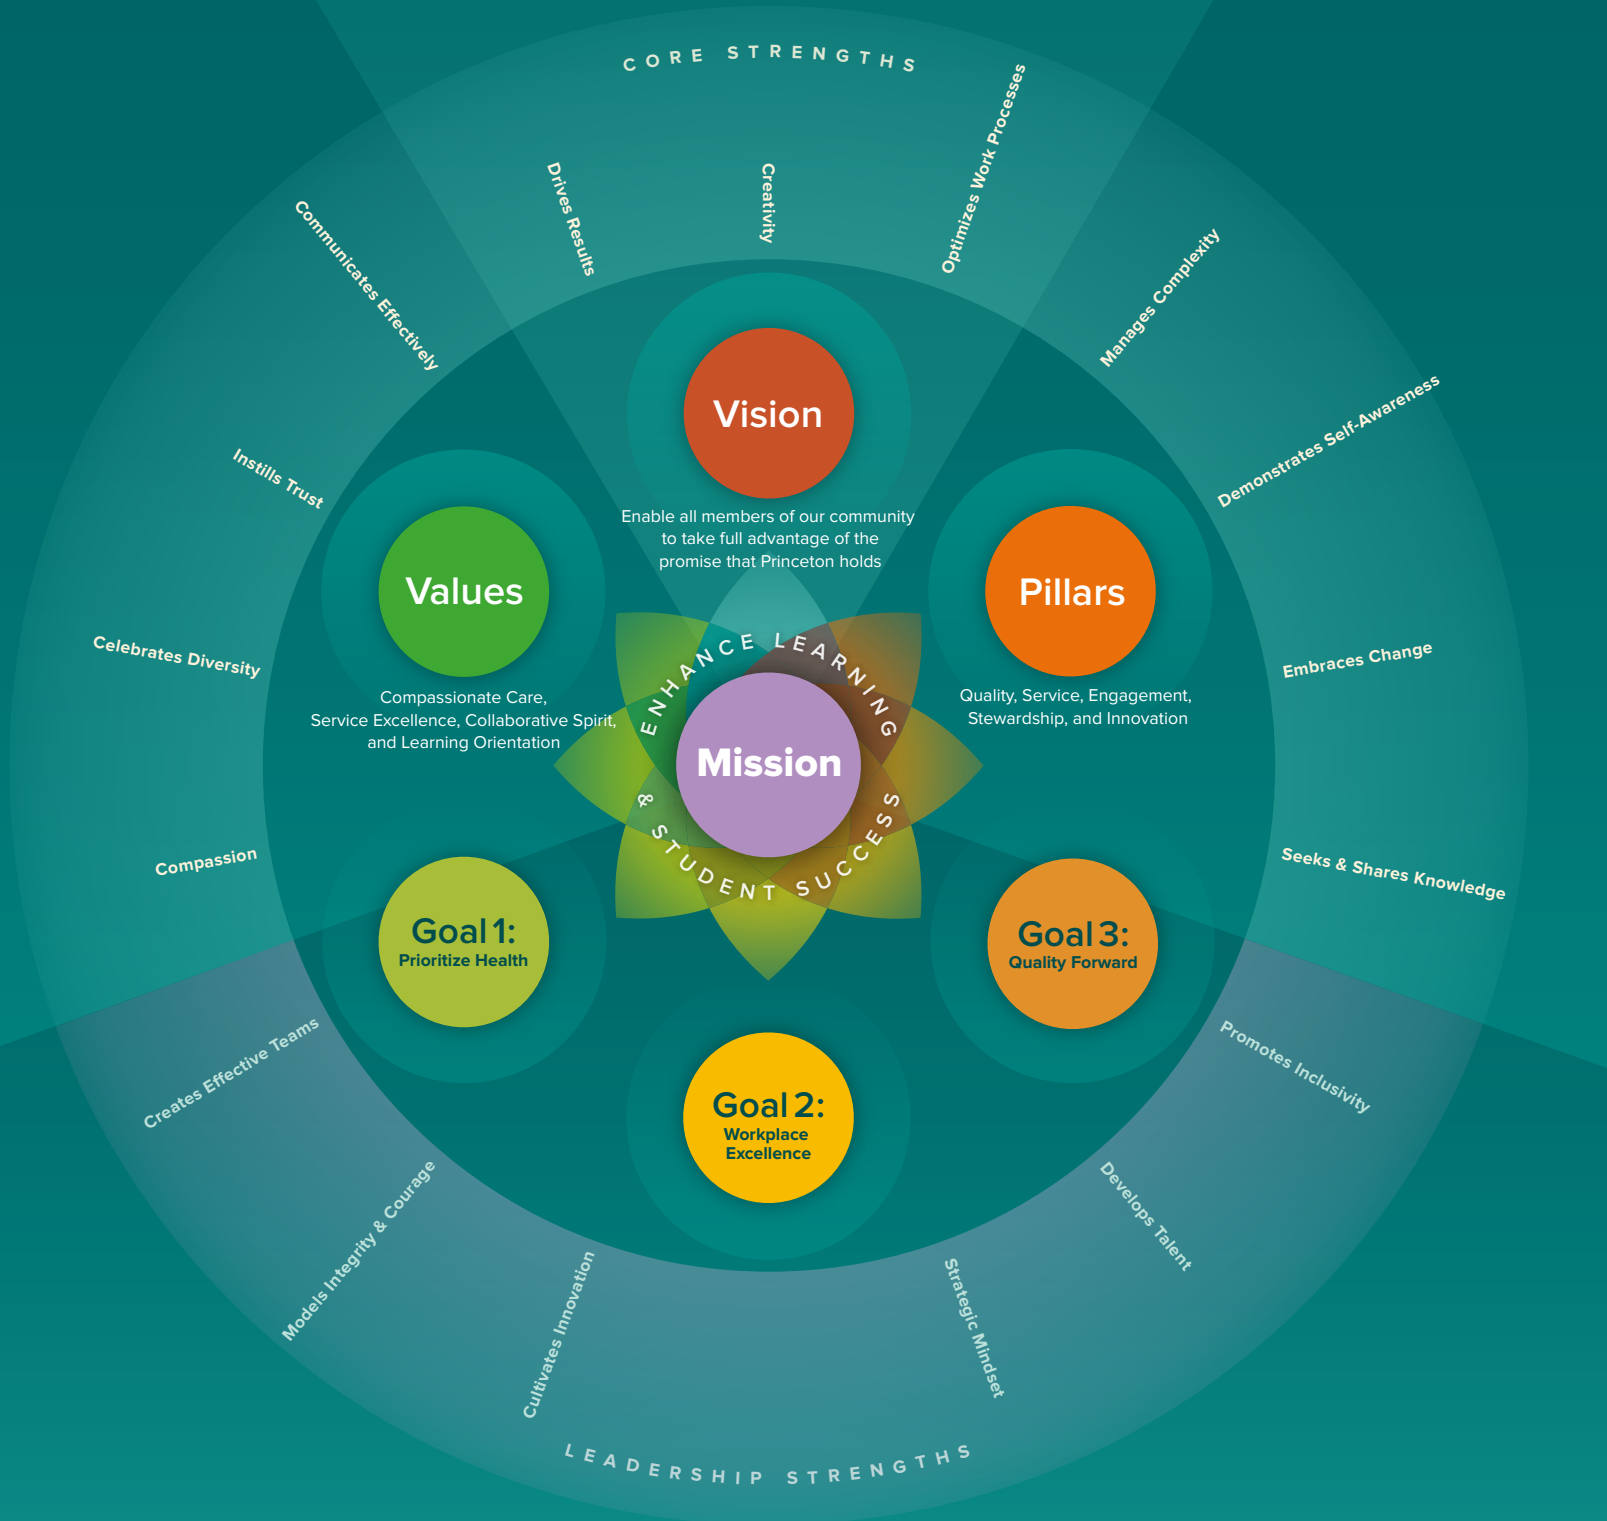 CORE STRENGTHS
Compassion
Celebrates Diversity
Instills Trust
Communicates Effectively
Drives Results
Creativity
Optimizes Work Processes
Manages Complexity
Demonstrates Self-Awareness
Embraces Change
Seeks & Shares Knowledge
Vision
Enable all members of our community
to take full advantage of the
promise that Princeton holds
Values
Compassionate Care,
Service Excellence, Collaborative Spirit,
and Learning Orientation
Pillars
Quality, Service, Engagement,
Stewardship, and Innovation
ENHANCE LEARNING
Mission
& STUDENT SUCCESS
Goal 1:
Prioritize Health
Goal 3:
Quality Forward
Goal 2:
Workplace
Excellence
Creates Effective Teams
Models Integrity & Courage
Cultivates Innovation
Strategic Mindset
Develops Talent
Promotes Inclusivity
LEADERSHIP STRENGTHS